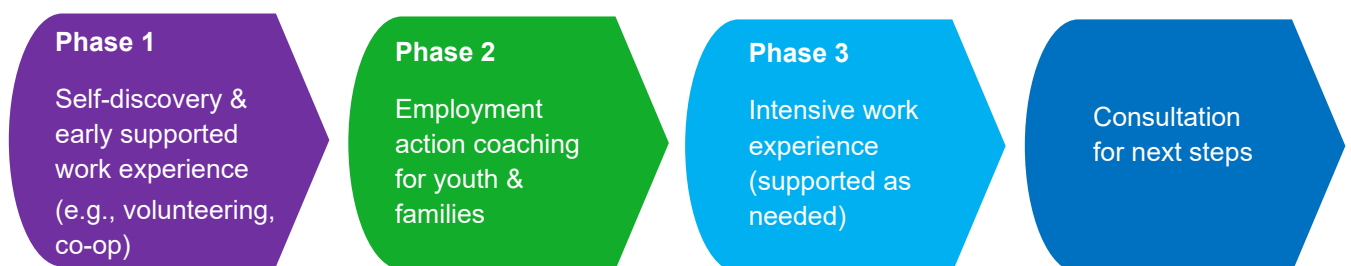 Phase 1
Self-discovery &
early supported
work experience
(e.g., volunteering,
co-op)
Phase 2
Employment
action coaching
for youth &
families
Phase 3
Intensive work
experience
(supported as
needed)
Consultation
for next steps